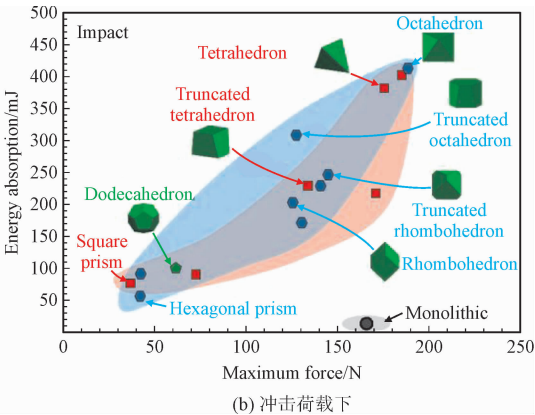 Impact
Octahedron
Tetrahedron
Truncated
tetrahedron
Truncated
octahedron
Dodecahedron
Truncated
rhombohedron
Square
prism
Rhombohedron
Hexagonal prism
Monolithic
Energy absorption/mJ
500
450
400
350
300
250
200
150
100
50
0
0
50
100
150
200
250
Maximum force/N
(b) 冲击荷载下